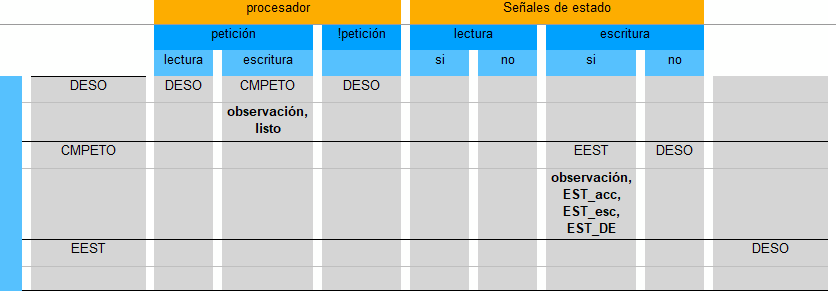 procesador Señales de estado
petición !petición lectura escritura
lectura escritura si no si no
DESO DESO CMPETO DESO
observación,
listo
CMPETO EEST DESO
observación,
EST_acc,
EST_esc,
EST_DE
EEST DESO